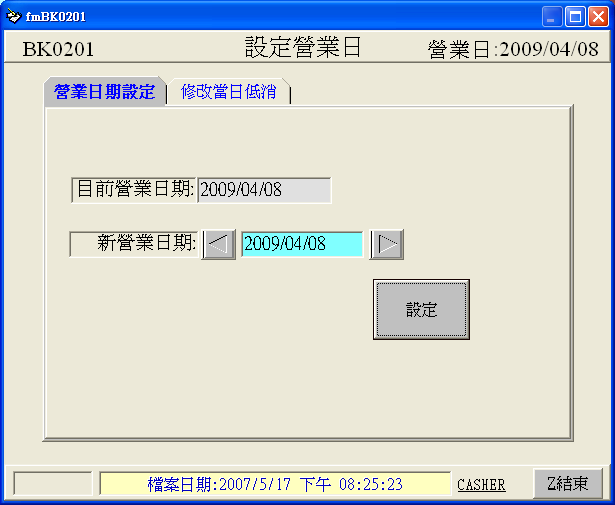 fmBK0201
BK0201 設定營業日 營業日:2009/04/08
營業日期設定 修改當日低消
目前營業日期: 2009/04/08
新營業日期: 2009/04/08
設定
檔案日期:2007/5/17 下午 08:25:23 CASHER Z結束